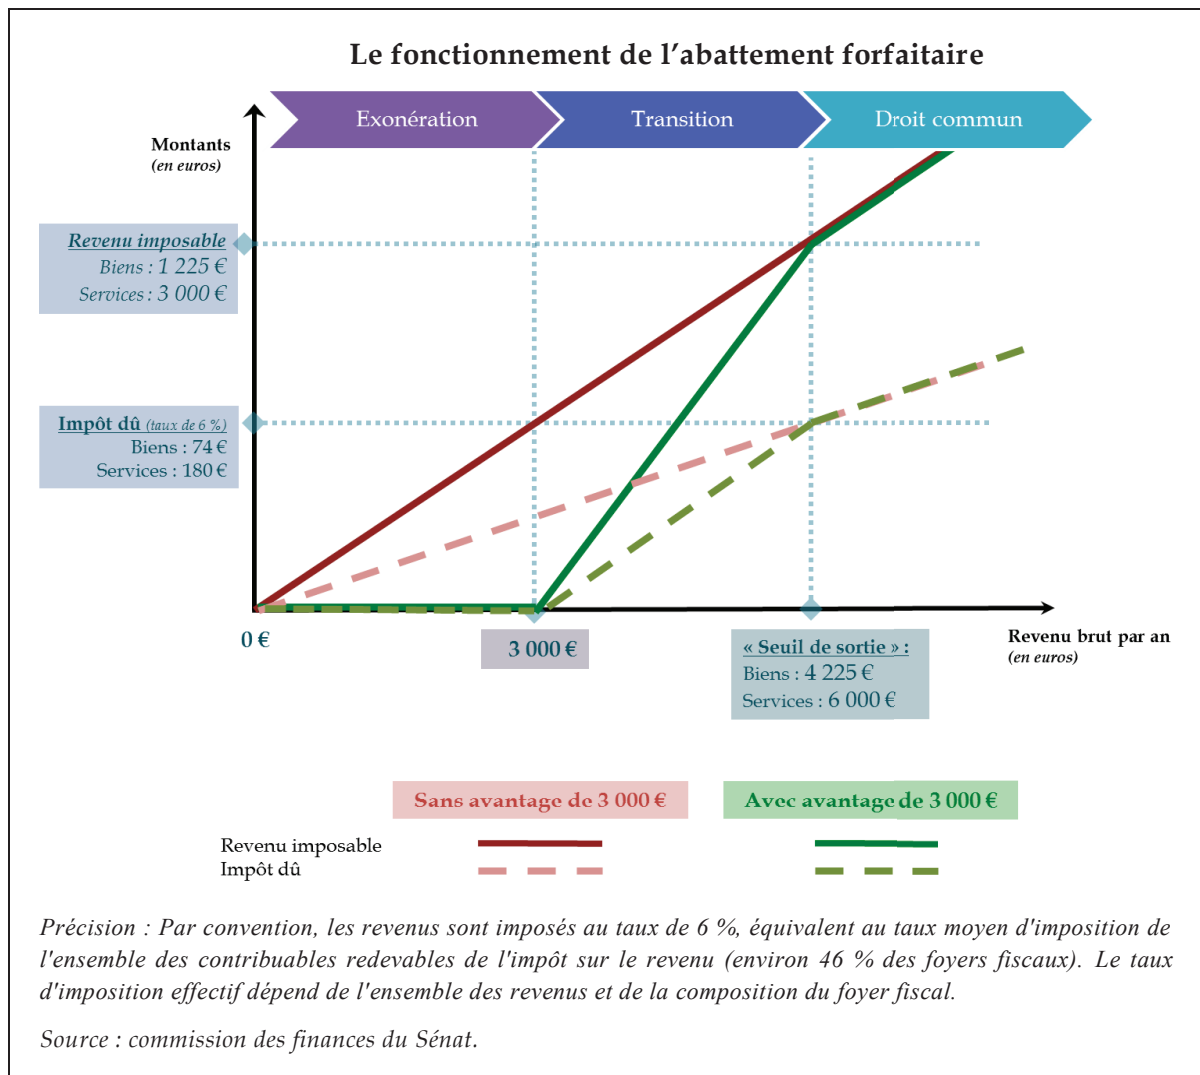 Le fonctionnement de l'abattement forfaitaire
Exonération
Transition
Droit commun
Montants
(en euros)
Revenu imposable
Biens : 1 225 €
Services : 3 000 €
Impôt dû (taux de 6 %)
Biens : 74 €
Services : 180 €
0 €
3 000 €
« Seuil de sortie » :
Biens : 4 225 €
Services : 6 000 €
Revenu brut par an
(en euros)
Sans avantage de 3 000 €
Avec avantage de 3 000 €
Revenu imposable
Impôt dû
Précision : Par convention, les revenus sont imposés au taux de 6 %, équivalent au taux moyen d'imposition de
l'ensemble des contribuables redevables de l'impôt sur le revenu (environ 46 % des foyers fiscaux). Le taux
d'imposition effectif dépend de l'ensemble des revenus et de la composition du foyer fiscal.
Source : commission des finances du Sénat.